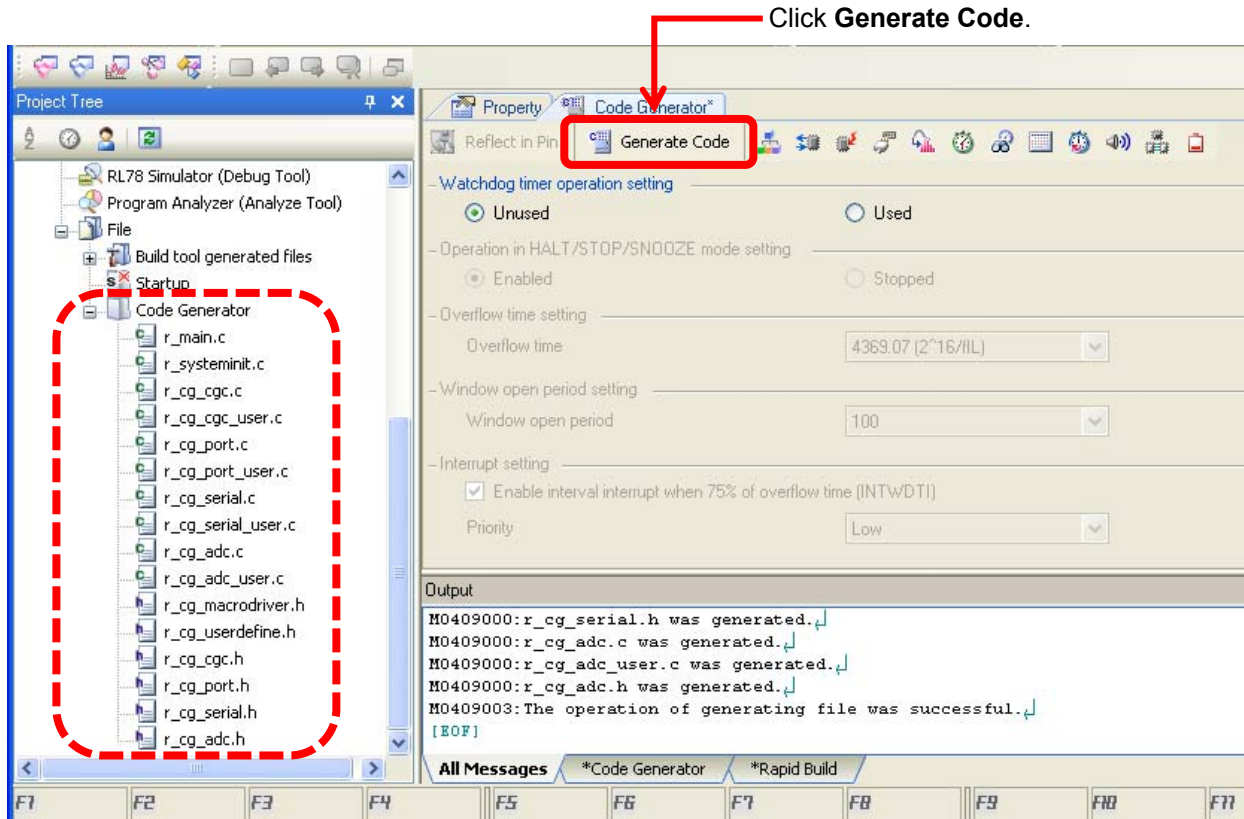 Click Generate Code.
Project Tree
Property
Code Generator*
Reflect in Pin
Generate Code
RL78 Simulator (Debug Tool)
Program Analyzer (Analyze Tool)
File
Build tool generated files
Startup
Code Generator
r_main.c
r_systeminit.c
r_cg_cgc.c
r_cg_cgc_user.c
r_cg_port.c
r_cg_port_user.c
r_cg_serial.c
r_cg_serial_user.c
r_cg_adc.c
r_cg_adc_user.c
r_cg_macrodriver.h
r_cg_userdefine.h
r_cg_cgc.h
r_cg_port.h
r_cg_serial.h
r_cg_adc.h
Watchdog timer operation setting
Unused
Used
Operation in HALT/STOP/SNOOZE mode setting
Enabled
Stopped
Overflow time setting
Overflow time
4369.07 (2^16/fIL)
Window open period setting
Window open period
100
Interrupt setting
Enable interval interrupt when 75% of overflow time (INTWDTI)
Priority
Low
Output
M0409000:r_cg_serial.h was generated.
M0409000:r_cg_adc.c was generated.
M0409000:r_cg_adc_user.c was generated.
M0409000:r_cg_adc.h was generated.
M0409003:The operation of generating file was successful.
[EOF]
All Messages
*Code Generator
*Rapid Build
F1 F2 F3 F4 F5 F6 F7 F8 F9 F10 F11